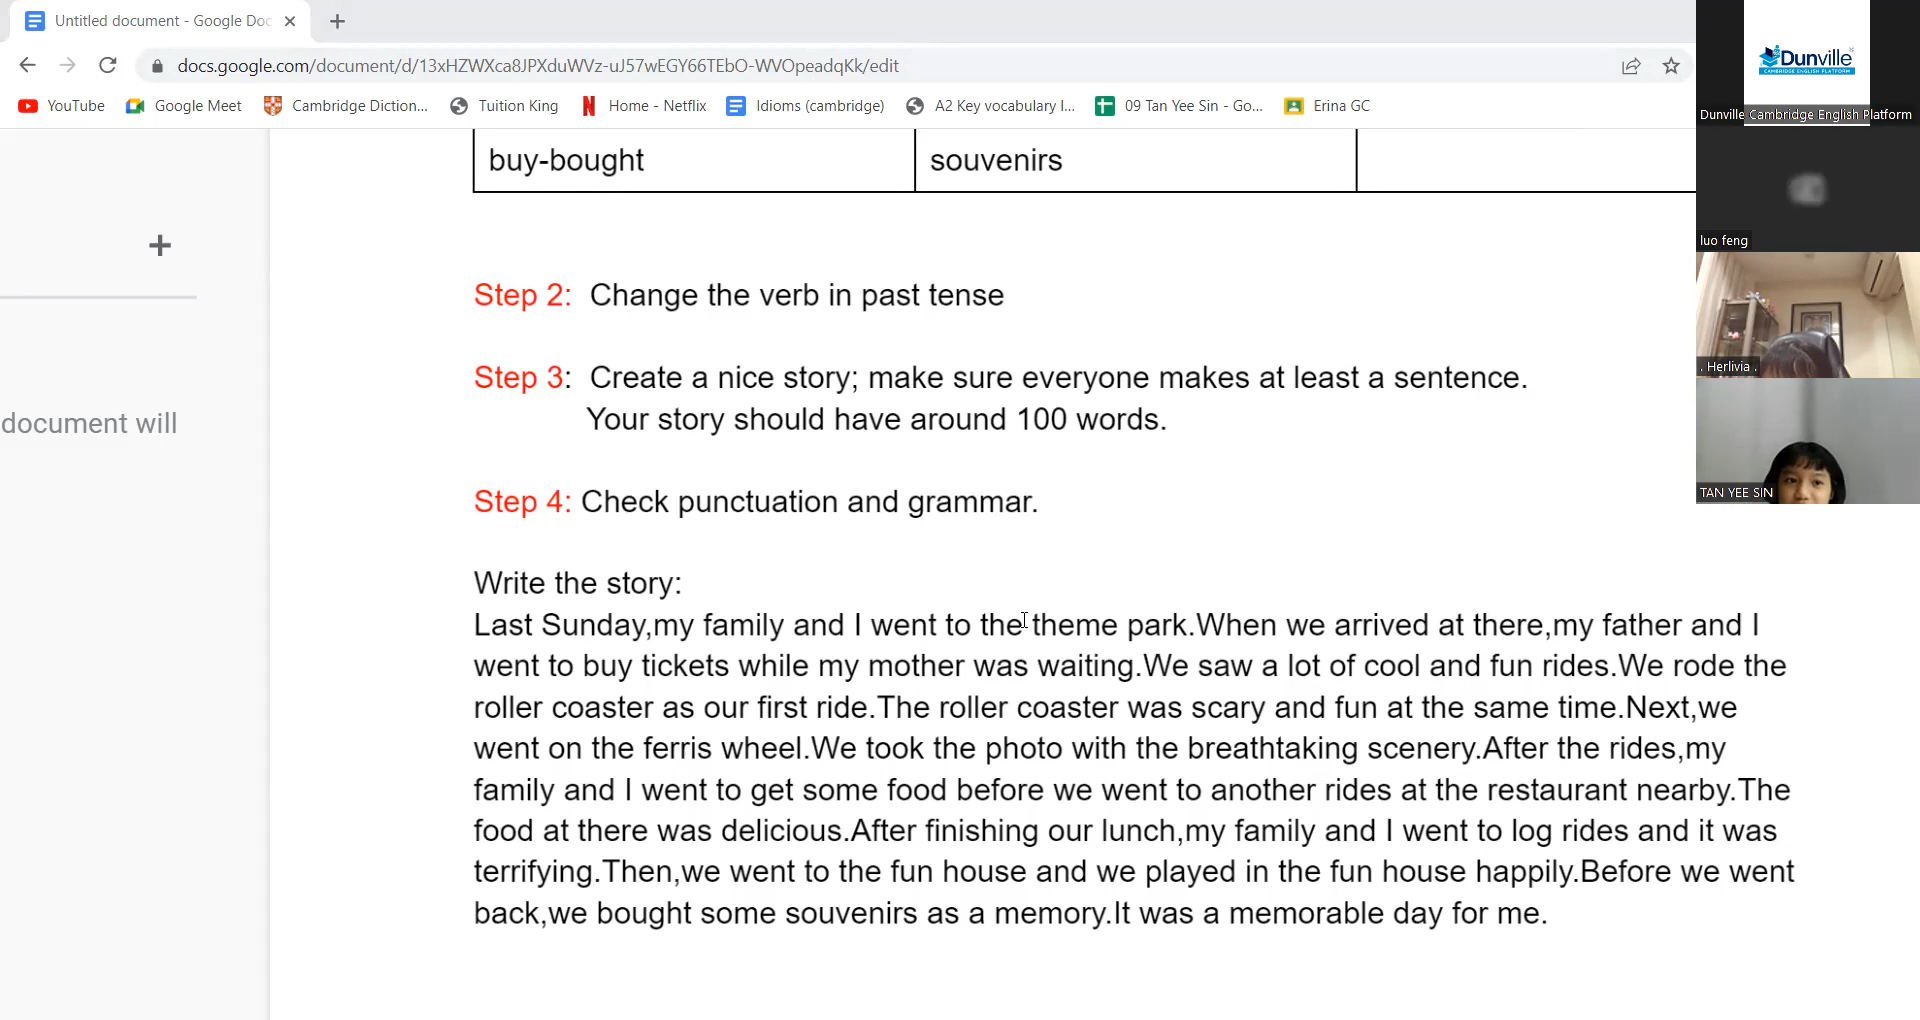 Untitled document - Google Doc
docs.google.com/document/d/13xHZWXca8JPXduWVz-uJ57wEGY66TEbO-WVOpeadqKk/edit
YouTube
Google Meet
Cambridge Diction...
Tuition King
Home - Netflix
Idioms (cambridge)
A2 Key vocabulary l...
09 Tan Yee Sin - Go...
Erina GC
Dunville
CAMBRIDGE ENGLISH PLATFORM
Dunville Cambridge English Platform
luo feng
. Herlivia .
TAN YEE SIN
document will
buy-bought
souvenirs
Step 2: Change the verb in past tense
Step 3: Create a nice story; make sure everyone makes at least a sentence.
Your story should have around 100 words.
Step 4: Check punctuation and grammar.
Write the story:
Last Sunday,my family and I went to the theme park.When we arrived at there,my father and I
went to buy tickets while my mother was waiting.We saw a lot of cool and fun rides.We rode the
roller coaster as our first ride.The roller coaster was scary and fun at the same time.Next,we
went on the ferris wheel.We took the photo with the breathtaking scenery.After the rides,my
family and I went to get some food before we went to another rides at the restaurant nearby.The
food at there was delicious.After finishing our lunch,my family and I went to log rides and it was
terrifying.Then,we went to the fun house and we played in the fun house happily.Before we went
back,we bought some souvenirs as a memory.It was a memorable day for me.